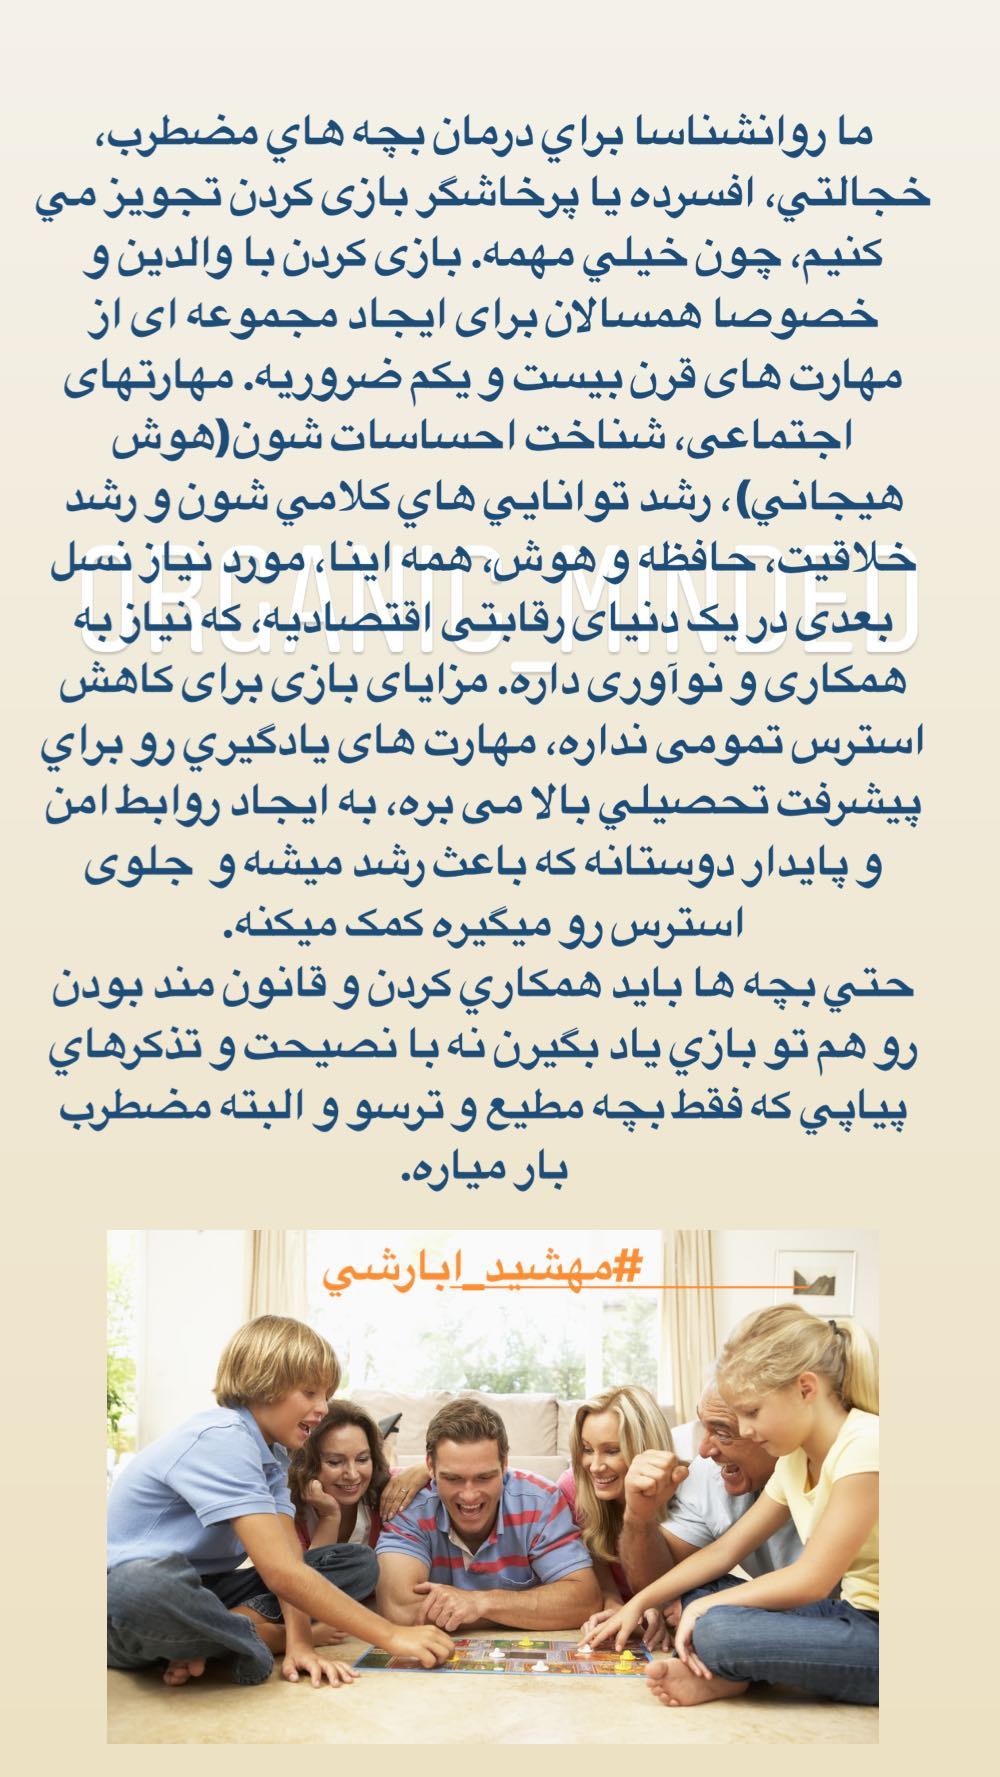 ما روانشناسا براي درمان بچه هاي مضطرب،
خجالتي، افسرده يا پرخاشگر بازی کردن تجويز مي
کنيم، چون خيلي مهمه. بازی کردن با والدين و
خصوصا همسالان برای ايجاد مجموعه ای از
مهارت های قرن بيست و يکم ضروريه. مهارتهای
اجتماعی، شناخت احساسات شون(هوش
هيجاني)، رشد توانايي هاي کلامي شون و رشد
خلاقيت، حافظه و هوش، همه اينا، مورد نياز نسل
ORGANIC_MINDED
بعدی در يک دنيای رقابتی اقتصاديه، که نياز به
همکاری و نوآوری داره. مزايای بازی برای کاهش
استرس تمومی نداره، مهارت های يادگيري رو براي
پيشرفت تحصيلي بالا می بره، به ايجاد روابط امن
و پايدار دوستانه که باعث رشد ميشه و جلوی
استرس رو ميگيره کمک ميکنه.
حتي بچه ها بايد همکاري کردن و قانون مند بودن
رو هم تو بازي ياد بگيرن نه با نصيحت و تذکرهاي
پياپي که فقط بچه مطيع و ترسو و البته مضطرب
بار مياره.
#مهشيد_ابارشي